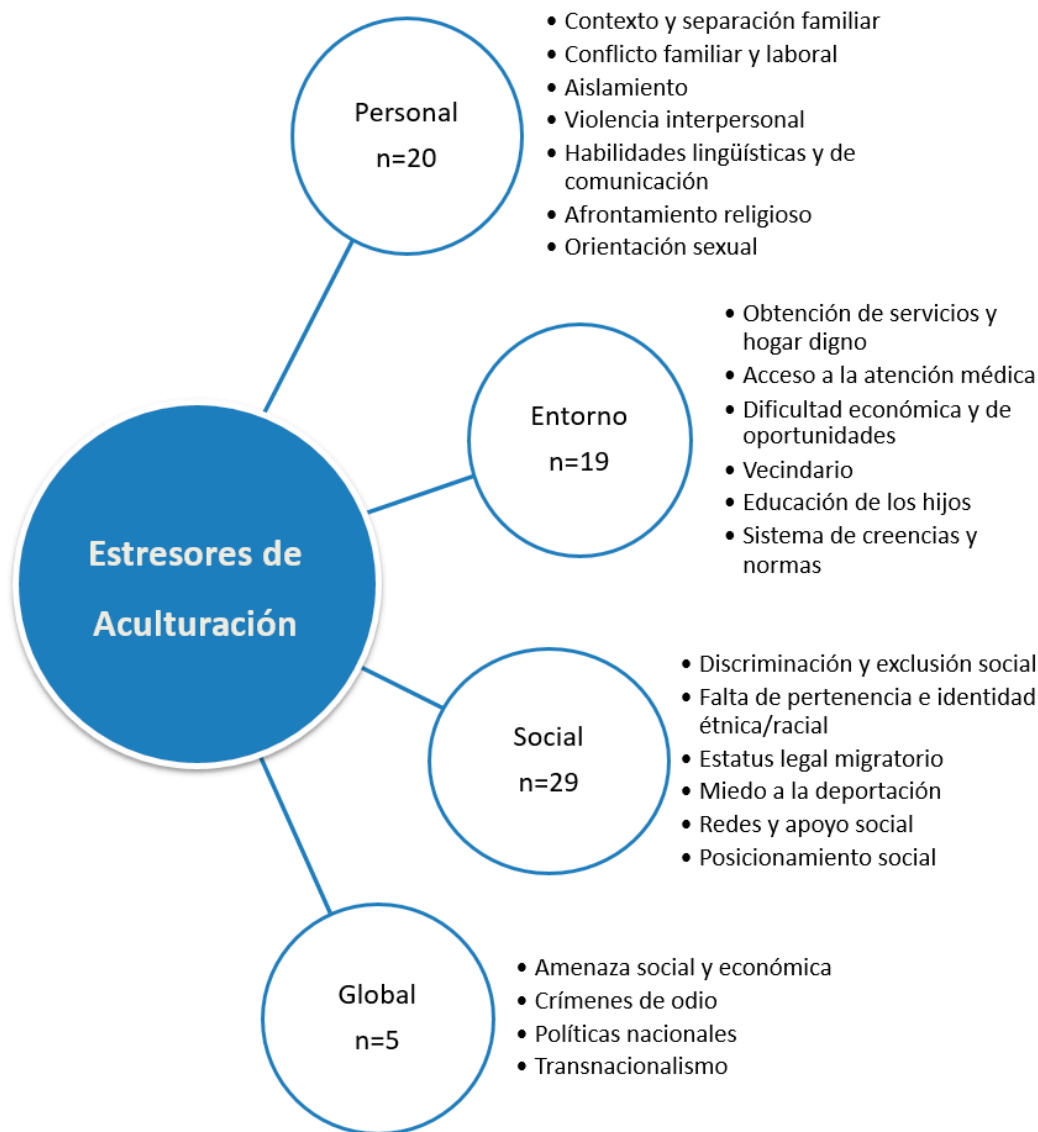 Personal
n=20
• Contexto y separación familiar
• Conflicto familiar y laboral
• Aislamiento
• Violencia interpersonal
• Habilidades lingüísticas y de
comunicación
• Afrontamiento religioso
• Orientación sexual
Entorno
n=19
• Obtención de servicios y
hogar digno
• Acceso a la atención médica
• Dificultad económica y de
oportunidades
• Vecindario
• Educación de los hijos
• Sistema de creencias y
normas
Estresores de
Aculturación
Social
n=29
• Discriminación y exclusión social
• Falta de pertenencia e identidad
étnica/racial
• Estatus legal migratorio
• Miedo a la deportación
• Redes y apoyo social
• Posicionamiento social
Global
n=5
• Amenaza social y económica
• Crímenes de odio
• Políticas nacionales
• Transnacionalismo